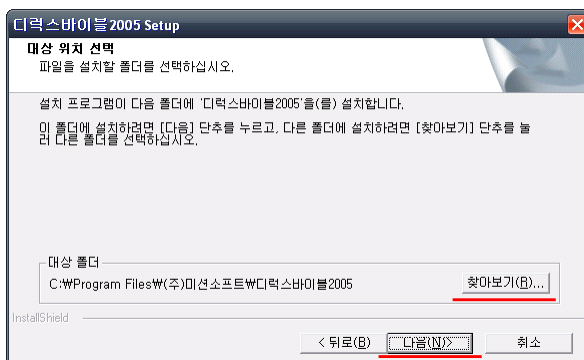 디럭스바이블2005 Setup
대상 위치 선택
파일을 설치할 폴더를 선택하십시오.
설치 프로그램이 다음 폴더에 '디럭스바이블2005'을(를) 설치합니다.
이 폴더에 설치하려면 [다음] 단추를 누르고, 다른 폴더에 설치하려면 [찾아보기] 단추를 눌
러 다른 폴더를 선택하십시오.
대상 폴더
C:₩Program Files₩(주)미션소프트₩디럭스바이블2005
찾아보기(R)...
InstallShield
< 뒤로(B) 다음(N)> 취소